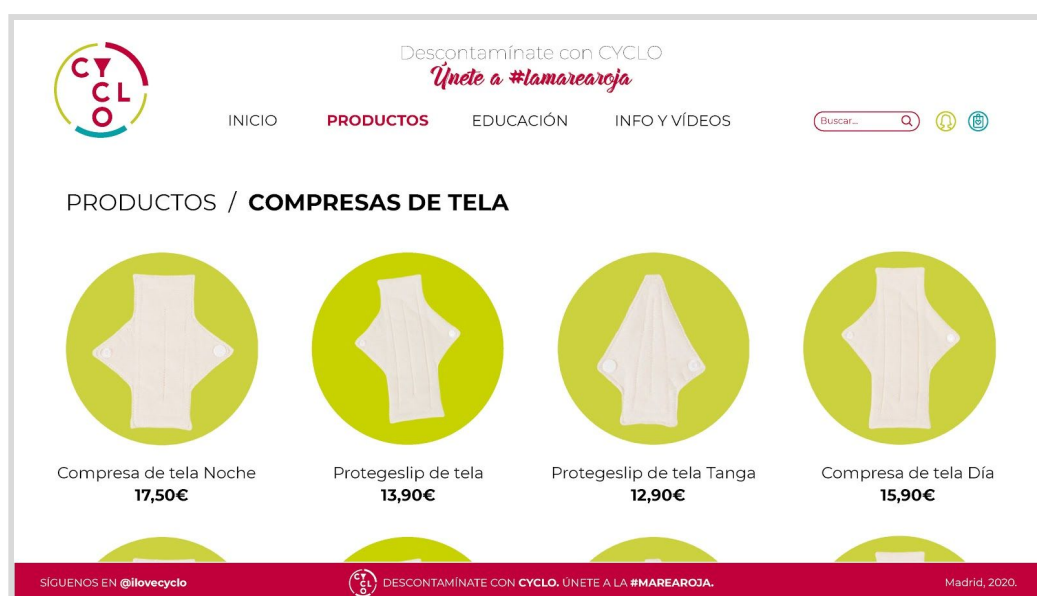 CYCLO
Descontamínate con CYCLO
Únete a #lamarearoja
INICIO PRODUCTOS EDUCACIÓN INFO Y VÍDEOS
Buscar...
PRODUCTOS / COMPRESAS DE TELA
Compresa de tela Noche
17,50€
Protegeslip de tela
13,90€
Protegeslip de tela Tanga
12,90€
Compresa de tela Día
15,90€
SÍGUENOS EN @ilovecyclo
CYCLO
DESCONTAMÍNATE CON CYCLO. ÚNETE A LA #MAREAROJA.
Madrid, 2020.